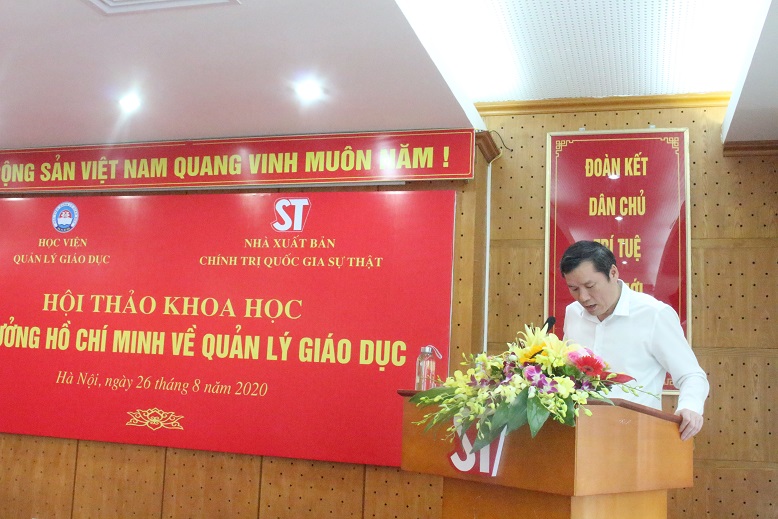 ỘNG SẢN VIỆT NAM QUANG VINH MUÔN NĂM !
HỌC VIỆN
QUẢN LÝ GIÁO DỤC
ST
NHÀ XUẤT BẢN
CHÍNH TRỊ QUỐC GIA SỰ THẬT
HỘI THẢO KHOA HỌC
ƯỞNG HỒ CHÍ MINH VỀ QUẢN LÝ GIÁO DỤC
Hà Nội, ngày 26 tháng 8 năm 2020
ĐOÀN KẾT
DÂN CHỦ
TRÍ TUỆ
ỚI
ST